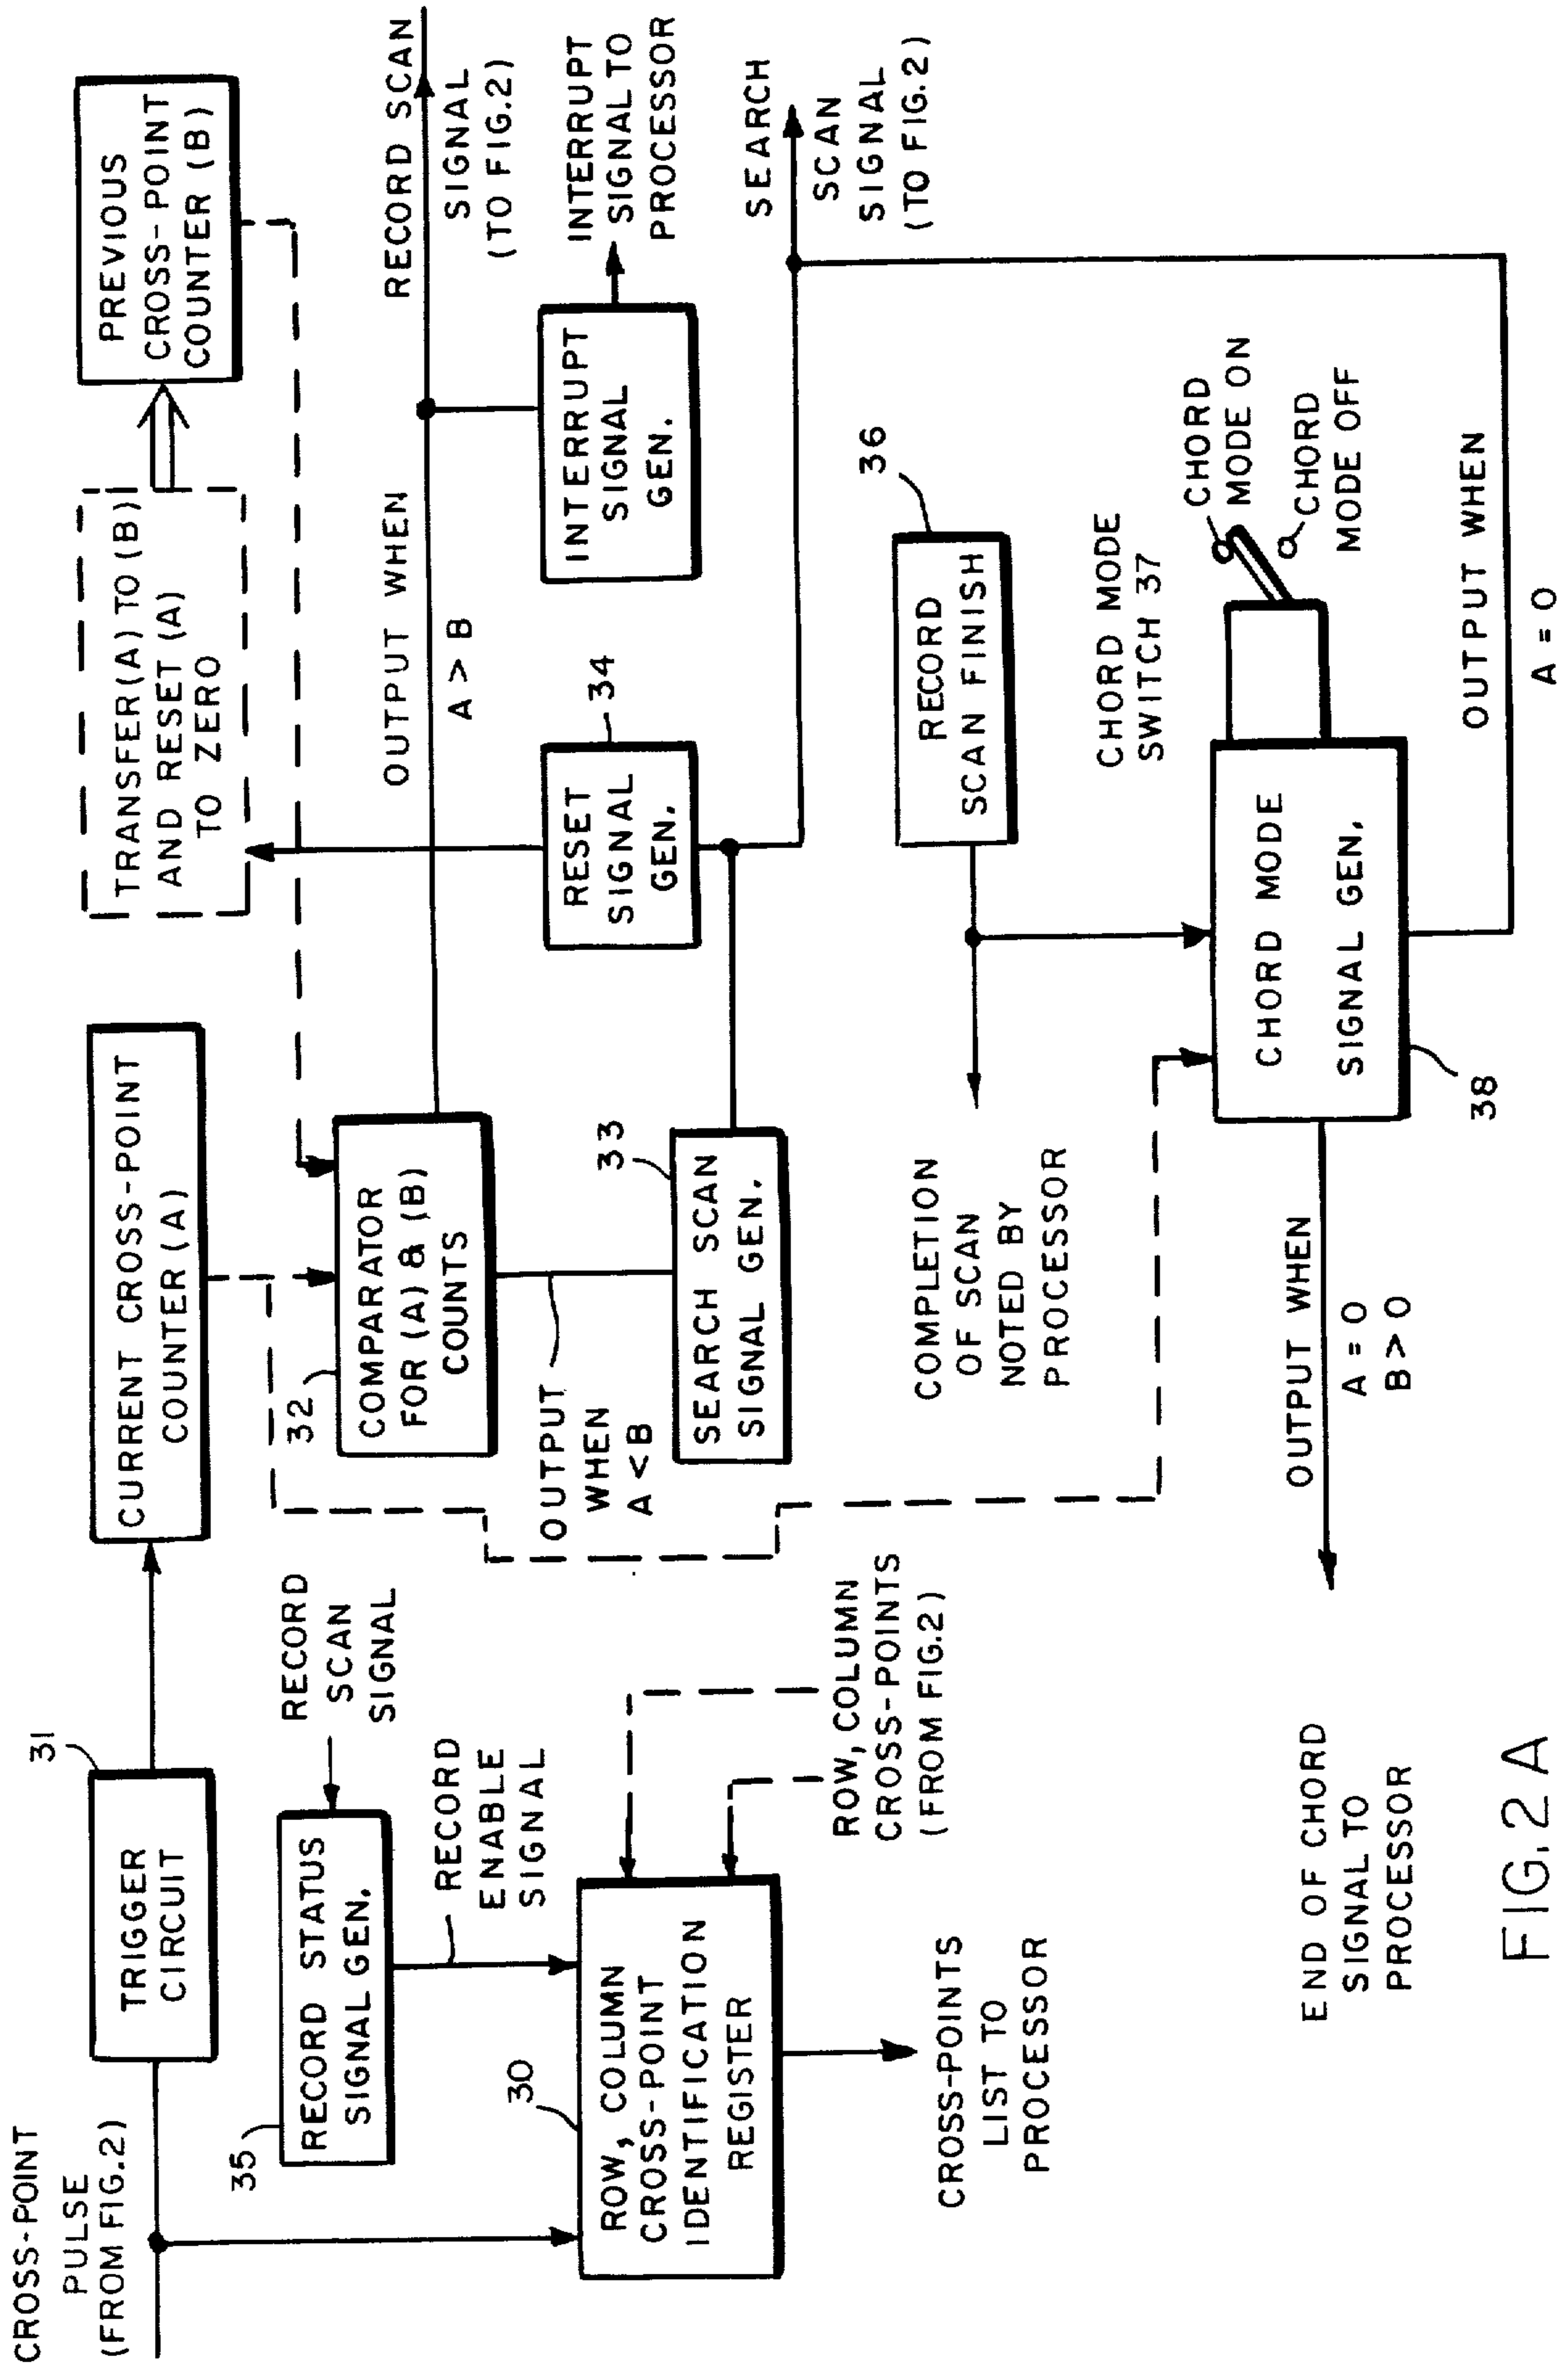 CROSS-POINT
PULSE
(FROM FIG.2)
TRIGGER
CIRCUIT
31
CURRENT CROSS-POINT
COUNTER (A)
TRANSFER (A) TO (B)
AND RESET (A)
TO ZERO
PREVIOUS
CROSS-POINT
COUNTER (B)
35
RECORD STATUS
SIGNAL GEN.
RECORD
SCAN
SIGNAL
RECORD
ENABLE
SIGNAL
30
ROW, COLUMN
CROSS-POINT
IDENTIFICATION
REGISTER
ROW, COLUMN
CROSS-POINTS
(FROM FIG.2)
CROSS-POINTS
LIST TO
PROCESSOR
32
COMPARATOR
FOR (A) & (B)
COUNTS
OUTPUT WHEN
A > B
RECORD SCAN
SIGNAL
(TO FIG.2)
OUTPUT
WHEN
A < B
33
SEARCH SCAN
SIGNAL GEN.
34
RESET
SIGNAL
GEN.
INTERRUPT
SIGNAL
GEN.
INTERRUPT
SIGNAL TO
PROCESSOR
SEARCH
SCAN
SIGNAL
(TO FIG.2)
36
RECORD
SCAN FINISH
COMPLETION
OF SCAN
NOTED BY
PROCESSOR
CHORD MODE
SWITCH 37
CHORD
MODE ON
CHORD
MODE OFF
CHORD MODE
SIGNAL GEN.
38
OUTPUT WHEN
A = 0
B > 0
OUTPUT WHEN
A = 0
END OF CHORD
SIGNAL TO
PROCESSOR
FIG. 2 A